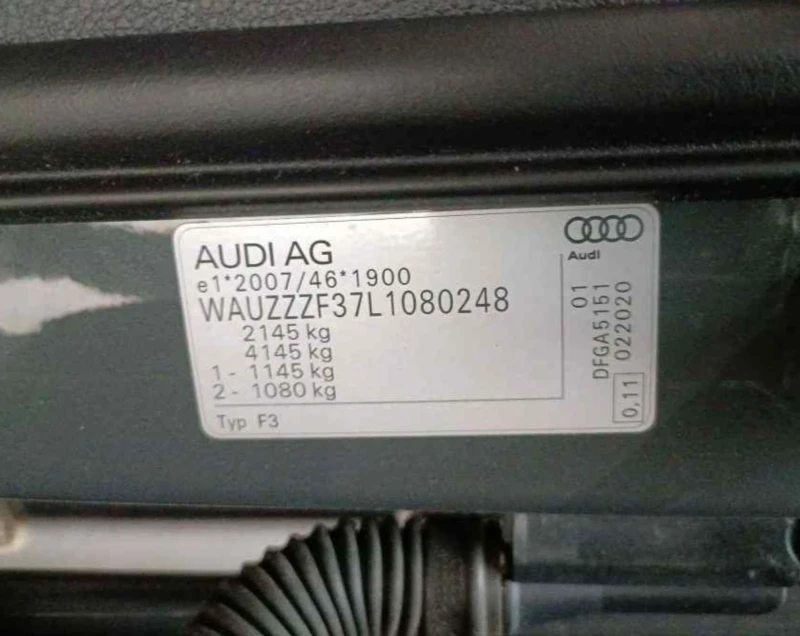 AUDI AG
e1*2007/46*1900
WAUZZZF37L1080248
2145 kg
4145 kg
1 - 1145 kg
2 - 1080 kg
Typ F3
Audi
01
DFGA5151
022020
0,11